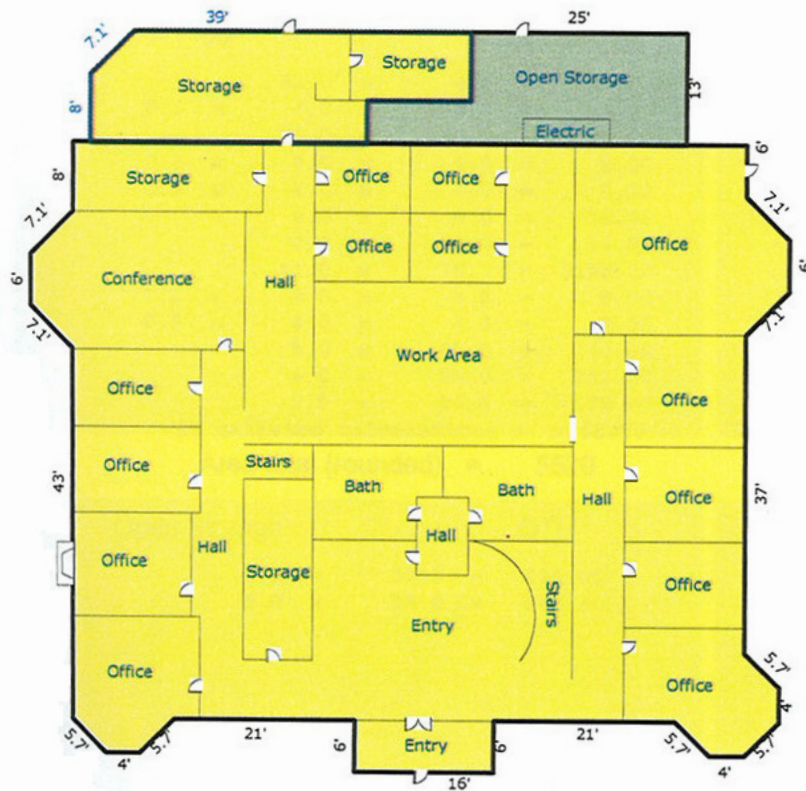 39'
25'
7.1'
Storage
Storage
Open Storage
8'
13'
Electric
6'
8'
Storage
Office
Office
7.1'
7.1'
Office
Office
Office
6'
Conference
Hall
6'
7.1'
7.1'
Work Area
Office
Office
Office
Stairs
43'
Bath
Bath
Office
Hall
37'
Office
Hall
Hall
Storage
Office
Stairs
Entry
Office
Office
5.7'
4'
5.7'
5.7'
4'
21'
6'
Entry
6'
21'
5.7'
5.7'
4'
16'